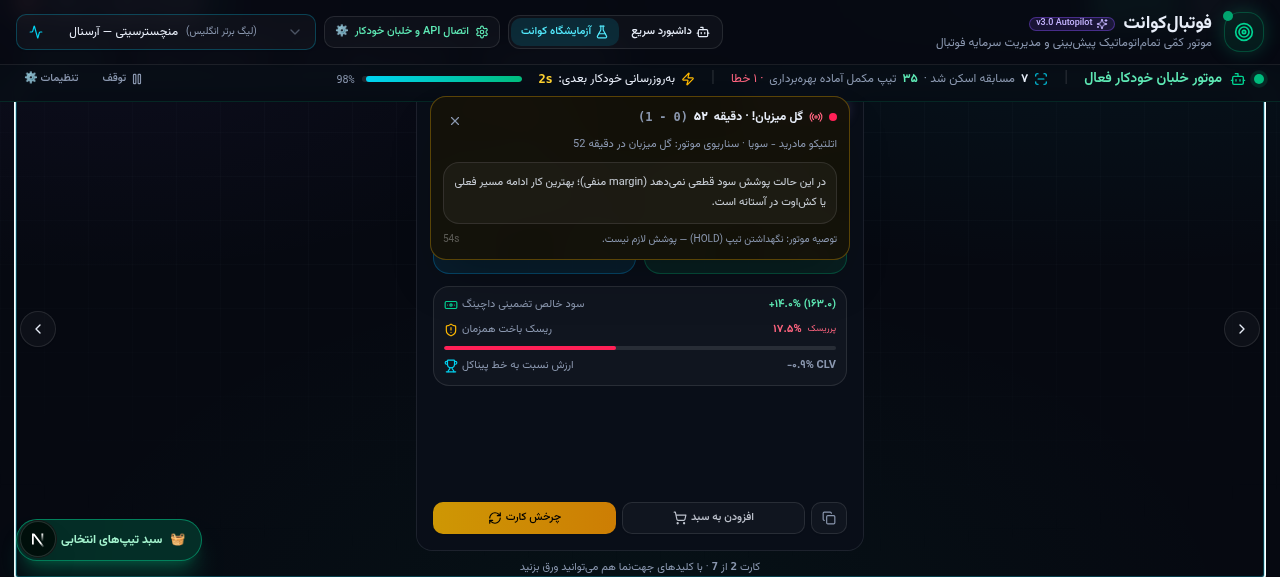 فوتبال‌کوانت v3.0 Autopilot
موتور کمّی تمام‌اتوماتیک پیش‌بینی و مدیریت سرمایه فوتبال
داشبورد سریع
آزمایشگاه کوانت
اتصال API و خلبان خودکار ⚙️
منچسترسیتی — آرسنال (لیگ برتر انگلیس)
موتور خلبان خودکار فعال
۷ مسابقه اسکن شد · ۳۵ تیپ مکمل آماده بهره‌برداری · ۱ خطا
به‌روزرسانی خودکار بعدی: 2s
98%
توقف
تنظیمات ⚙️
گل میزبان! · دقیقه ۵۲ (0 - 1)
اتلتیکو مادرید - سویا · سناریوی موتور: گل میزبان در دقیقه 52
در این حالت پوشش سود قطعی نمی‌دهد (margin منفی)؛ بهترین کار ادامه مسیر فعلی
یا کش‌اوت در آستانه است.
توصیه موتور: نگهداشتن تیپ (HOLD) — پوشش لازم نیست.
54s
سود خالص تضمینی داچینگ
+۱۴.۰% (۱۶۳.۰)
ریسک باخت همزمان
۱۷.۵% پرریسک
ارزش نسبت به خط پیناکل
-۰.۹% CLV
افزودن به سبد
چرخش کارت
سبد تیپ‌های انتخابی
N
کارت 2 از 7 · با کلیدهای جهت‌نما هم می‌توانید ورق بزنید